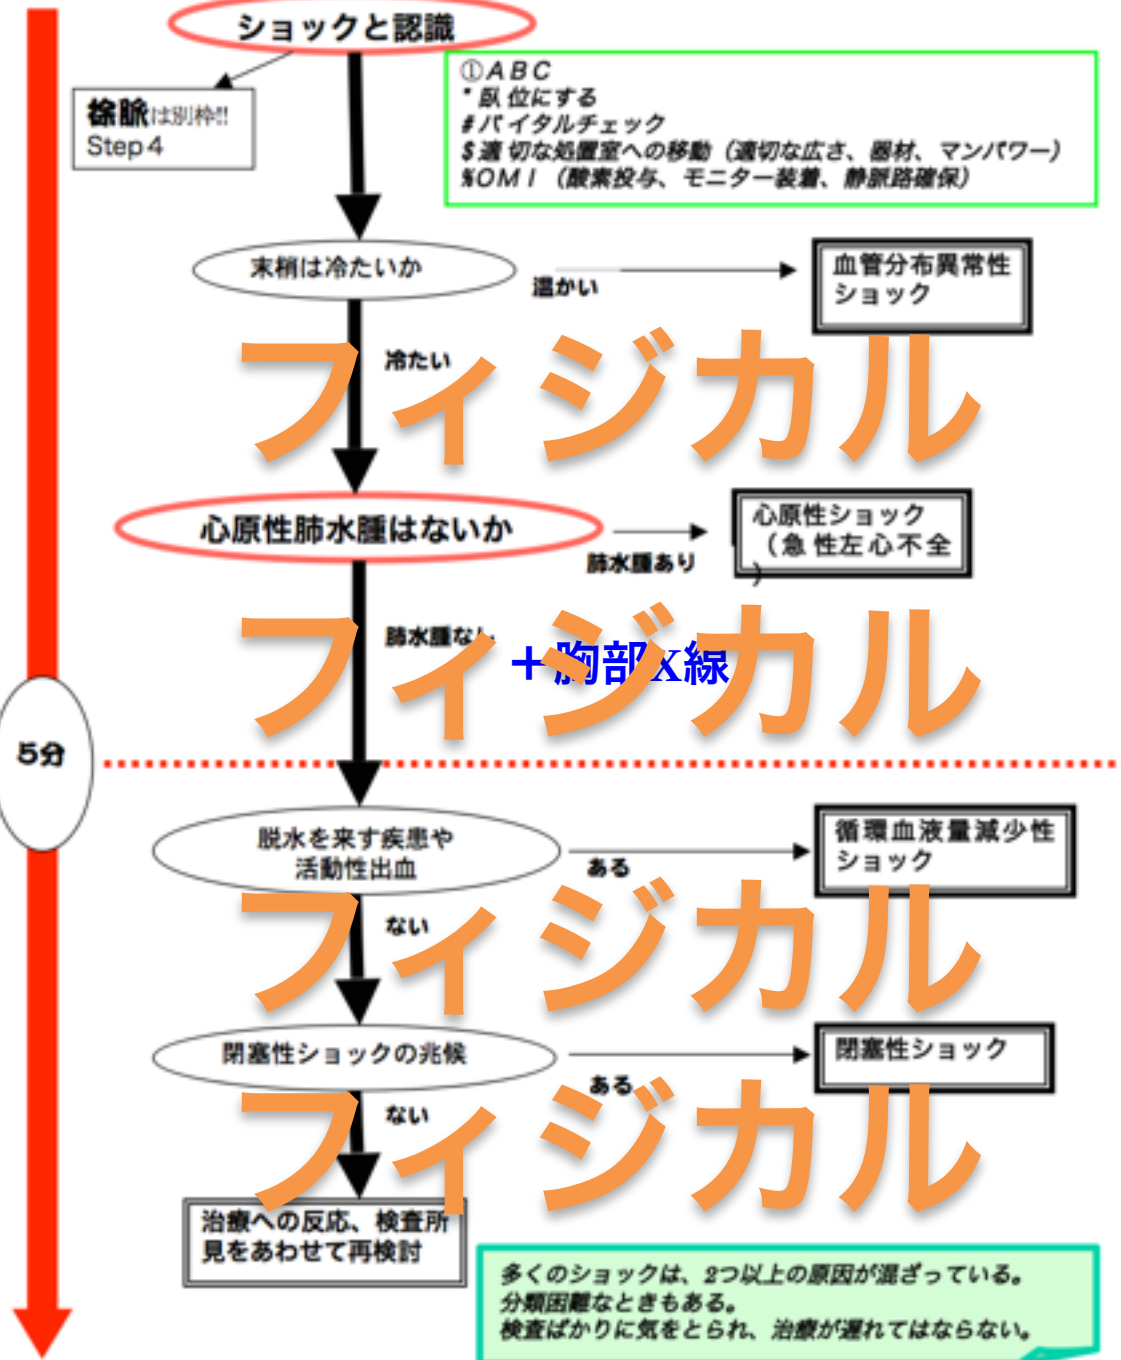 ショックと認識
徐脈は別枠!!
Step 4
①ABC
* 臥位にする
# バイタルチェック
$ 適切な処置室への移動（適切な広さ、器材、マンパワー）
%OMI（酸素投与、モニター装着、静脈路確保）
末梢は冷たいか
温かい
血管分布異常性
ショック
冷たい
フィジカル
心原性肺水腫はないか
肺水腫あり
心原性ショック
（急性左心不全
）
肺水腫なし
＋胸部X線
フィジカル
5分
脱水を来す疾患や
活動性出血
ある
循環血液量減少性
ショック
ない
フィジカル
閉塞性ショックの兆候
ある
閉塞性ショック
ない
フィジカル
治療への反応、検査所
見をあわせて再検討
多くのショックは、2つ以上の原因が混ざっている。
分類困難なときもある。
検査ばかりに気をとられ、治療が遅れてはならない。